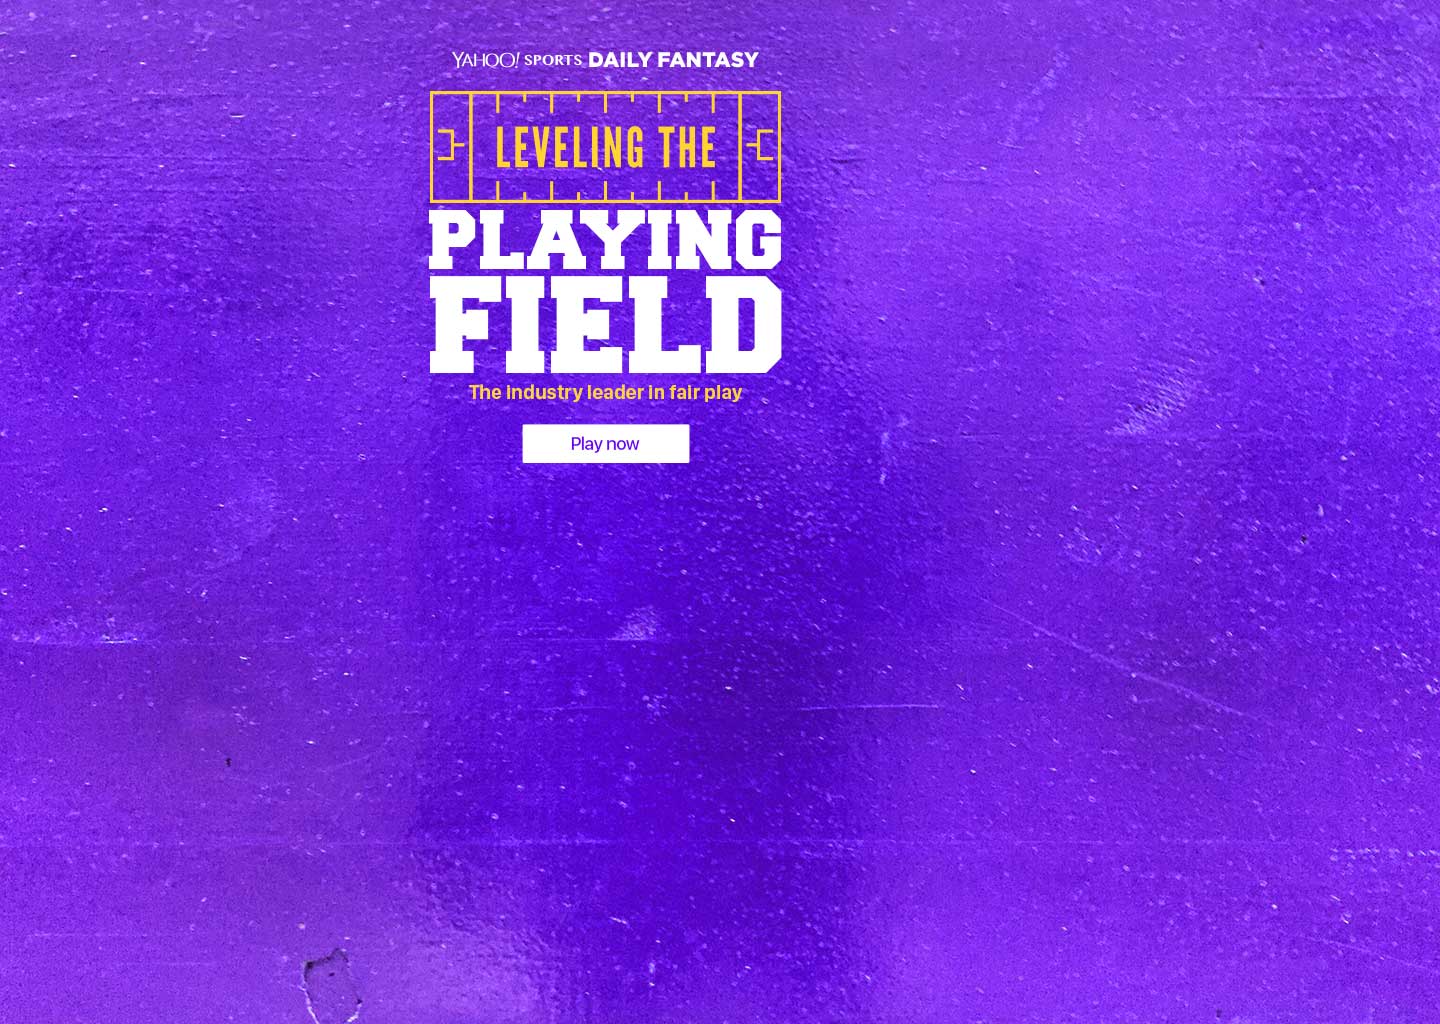 YAHOO! SPORTS DAILY FANTASY
LEVELING THE
PLAYING
FIELD
The industry leader in fair play
Play now